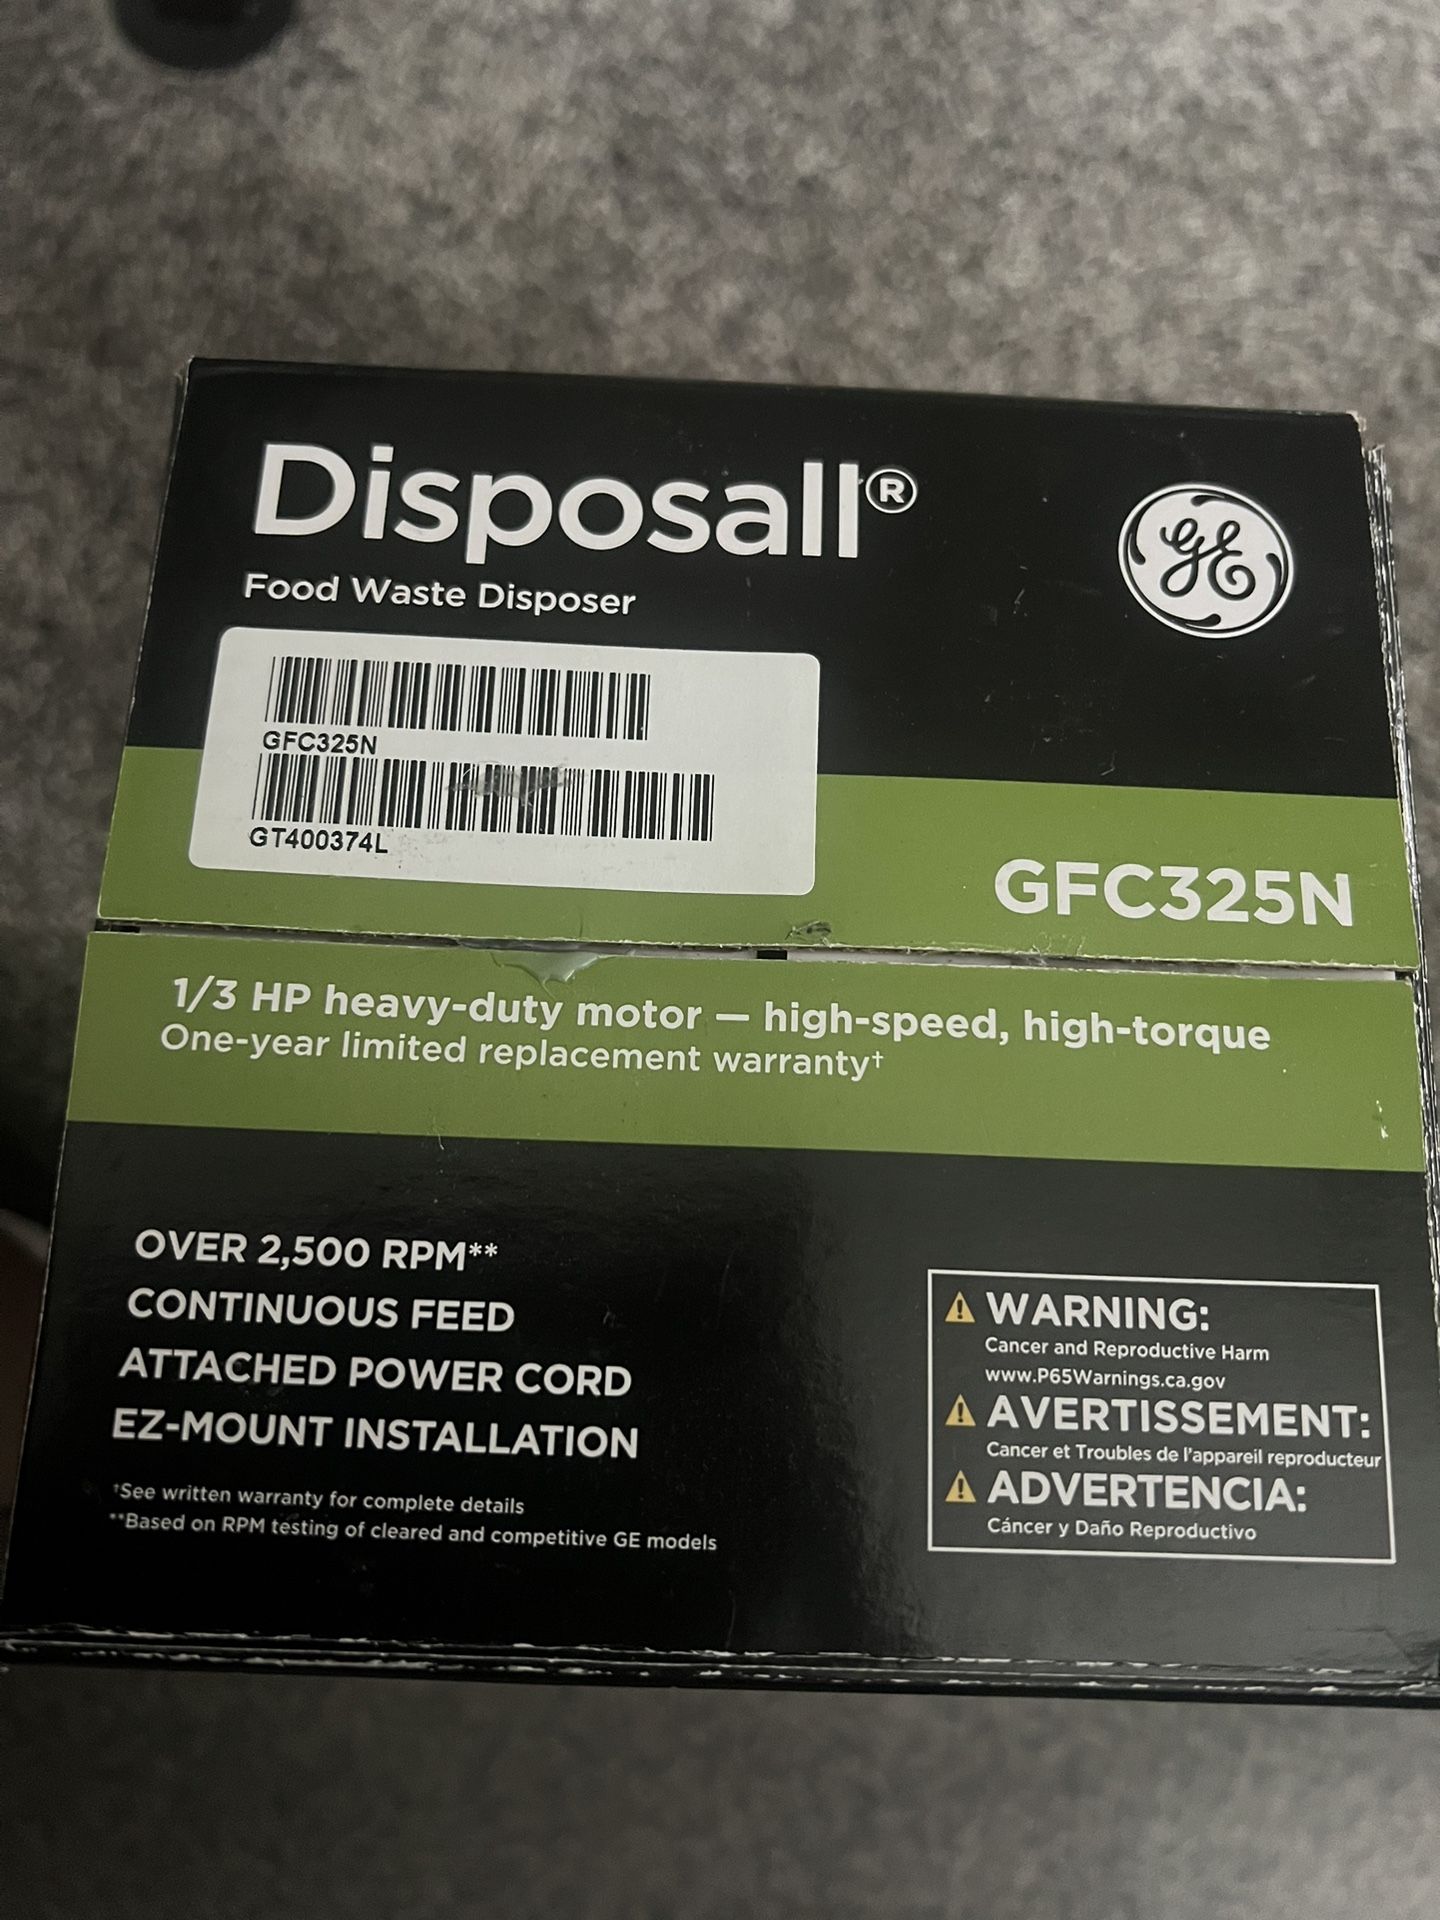 Disposall®
GE
Food Waste Disposer
GFC325N
GT400374L
GFC325N
1/3 HP heavy-duty motor — high-speed, high-torque
One-year limited replacement warranty†
OVER 2,500 RPM**
CONTINUOUS FEED
ATTACHED POWER CORD
EZ-MOUNT INSTALLATION
†See written warranty for complete details
**Based on RPM testing of cleared and competitive GE models
⚠ WARNING:
Cancer and Reproductive Harm
www.P65Warnings.ca.gov
⚠ AVERTISSEMENT:
Cancer et Troubles de l'appareil reproducteur
⚠ ADVERTENCIA:
Cáncer y Daño Reproductivo